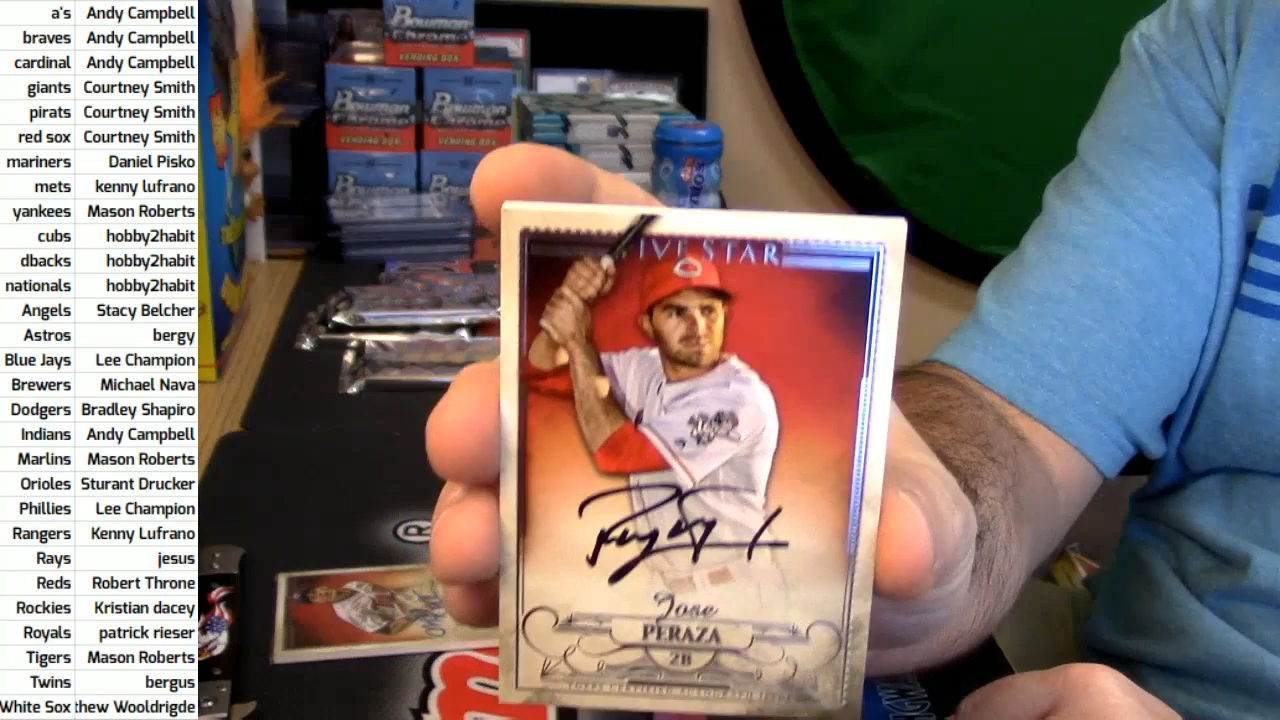 a's Andy Campbell
braves Andy Campbell
cardinal Andy Campbell
giants Courtney Smith
pirats Courtney Smith
red sox Courtney Smith
mariners Daniel Pisko
mets kenny lufrano
yankees Mason Roberts
cubs hobby2habit
dbacks hobby2habit
nationals hobby2habit
Angels Stacy Belcher
Astros bergy
Blue Jays Lee Champion
Brewers Michael Nava
Dodgers Bradley Shapiro
Indians Andy Campbell
Marlins Mason Roberts
Orioles Sturant Drucker
Phillies Lee Champion
Rangers Kenny Lufrano
Rays jesus
Reds Robert Throne
Rockies Kristian dacey
Royals patrick rieser
Tigers Mason Roberts
Twins bergus
White Sox thew Wooldrigde
Bowman
Chrome
VENDING BOX
Bowman
Chrome
VENDING BOX
Bowman
Chrome
VENDING BOX
Bowman
IVE STAR
Jose
PERAZA
2B
TOPPS CERTIFIED AUTOGRAPH